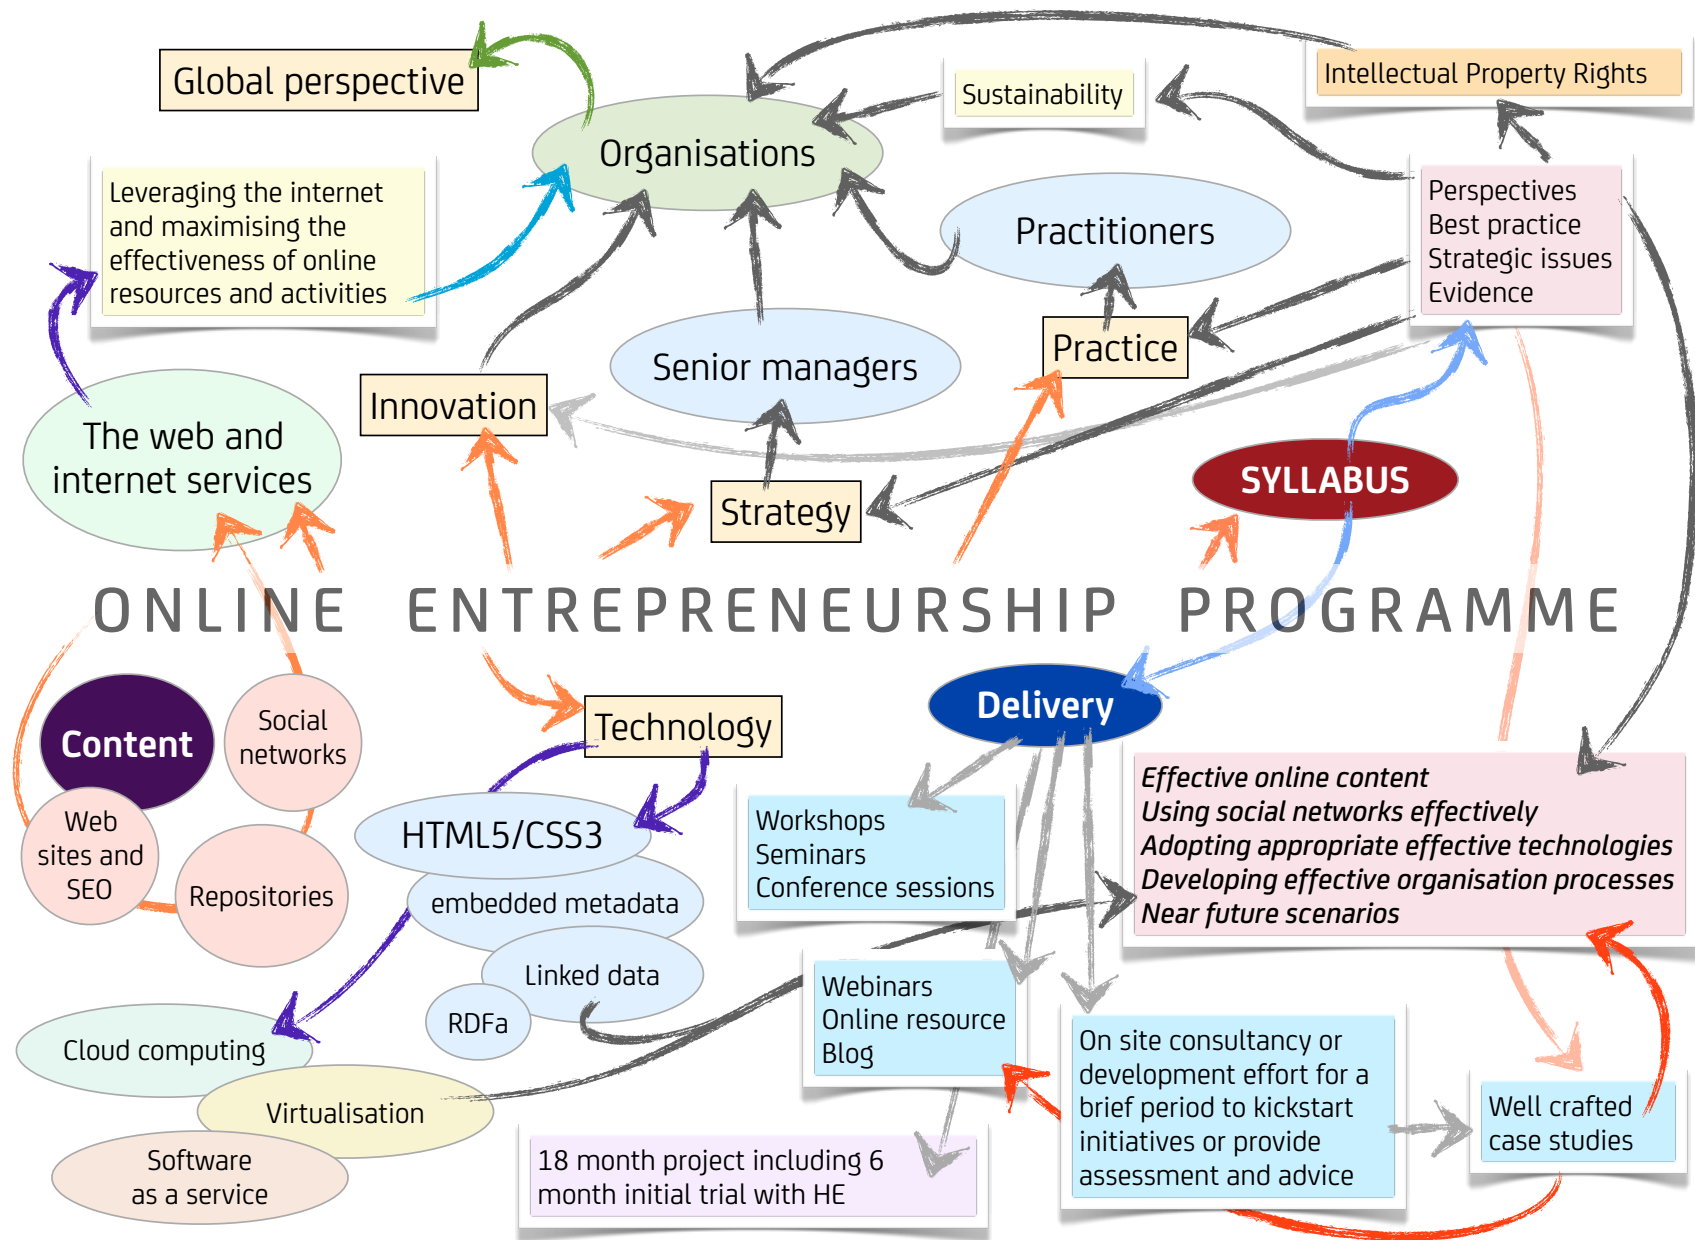 Global perspective
Organisations
Sustainability
Intellectual Property Rights
Leveraging the internet
and maximising the
effectiveness of online
resources and activities
Practitioners
Perspectives
Best practice
Strategic issues
Evidence
Senior managers
Practice
Innovation
The web and
internet services
Strategy
SYLLABUS
ONLINE ENTREPRENEURSHIP PROGRAMME
Content
Social
networks
Web
sites and
SEO
Repositories
Technology
HTML5/CSS3
embedded metadata
Linked data
RDFa
Cloud computing
Virtualisation
Software
as a service
Delivery
Workshops
Seminars
Conference sessions
Effective online content
Using social networks effectively
Adopting appropriate effective technologies
Developing effective organisation processes
Near future scenarios
Webinars
Online resource
Blog
On site consultancy or
development effort for a
brief period to kickstart
initiatives or provide
assessment and advice
Well crafted
case studies
18 month project including 6
month initial trial with HE